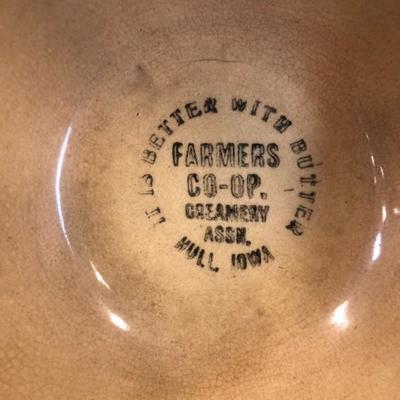 IT IS BETTER WITH BUTTER
FARMERS
CO-OP.
CREAMERY
ASSN.
HULL, IOWA